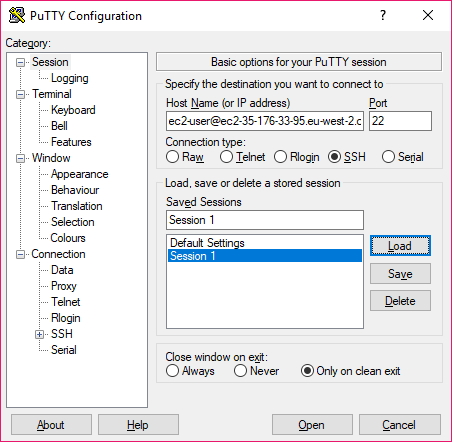 PuTTY Configuration
?
Category:
Session
Logging
Terminal
Keyboard
Bell
Features
Window
Appearance
Behaviour
Translation
Selection
Colours
Connection
Data
Proxy
Telnet
Rlogin
SSH
Serial
Basic options for your PuTTY session
Specify the destination you want to connect to
Host Name (or IP address) Port
ec2-user@ec2-35-176-33-95.eu-west-2.c 22
Connection type:
Raw Telnet Rlogin SSH Serial
Load, save or delete a stored session
Saved Sessions
Session 1
Default Settings
Session 1
Load
Save
Delete
Close window on exit:
Always Never Only on clean exit
About Help Open Cancel